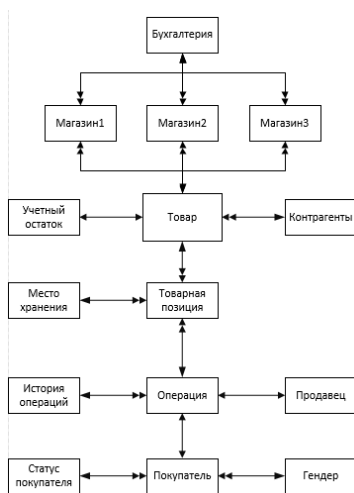 Бухгалтерия
Магазин1 Магазин2 Магазин3
Учетный
остаток
Товар
Контрагенты
Место
хранения
Товарная
позиция
История
операций
Операция
Продавец
Статус
покупателя
Покупатель
Гендер